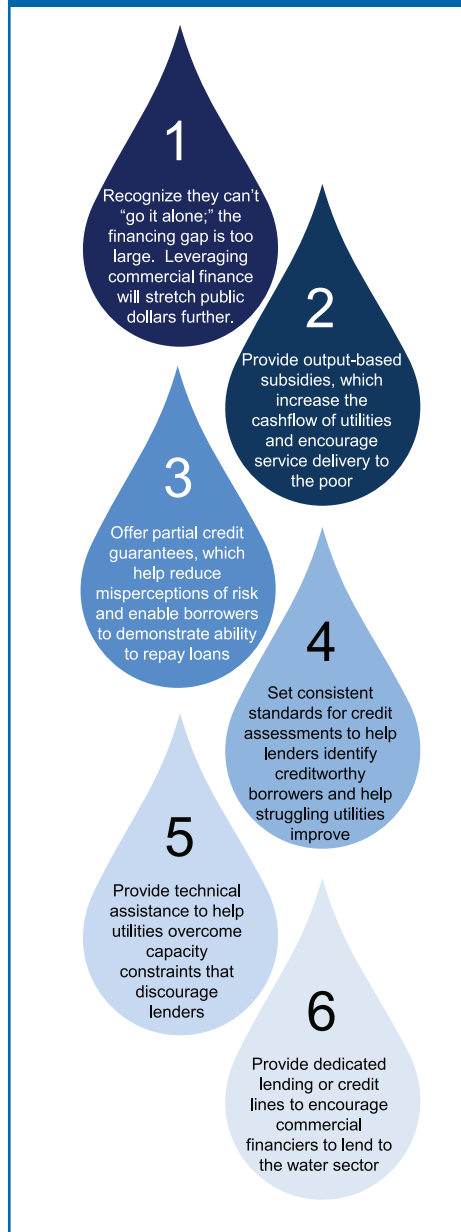 1
Recognize they can't
“go it alone;” the
financing gap is too
large.  Leveraging
commercial finance
will stretch public
dollars further.
2
Provide output-based
subsidies, which
increase the
cashflow of utilities
and encourage
service delivery to
the poor
3
Offer partial credit
guarantees, which
help reduce
misperceptions of risk
and enable borrowers
to demonstrate ability
to repay loans
4
Set consistent
standards for credit
assessments to help
lenders identify
creditworthy
borrowers and help
struggling utilities
improve
5
Provide technical
assistance to help
utilities overcome
capacity
constraints that
discourage
lenders
6
Provide dedicated
lending or credit
lines to encourage
commercial
financiers to lend to
the water sector